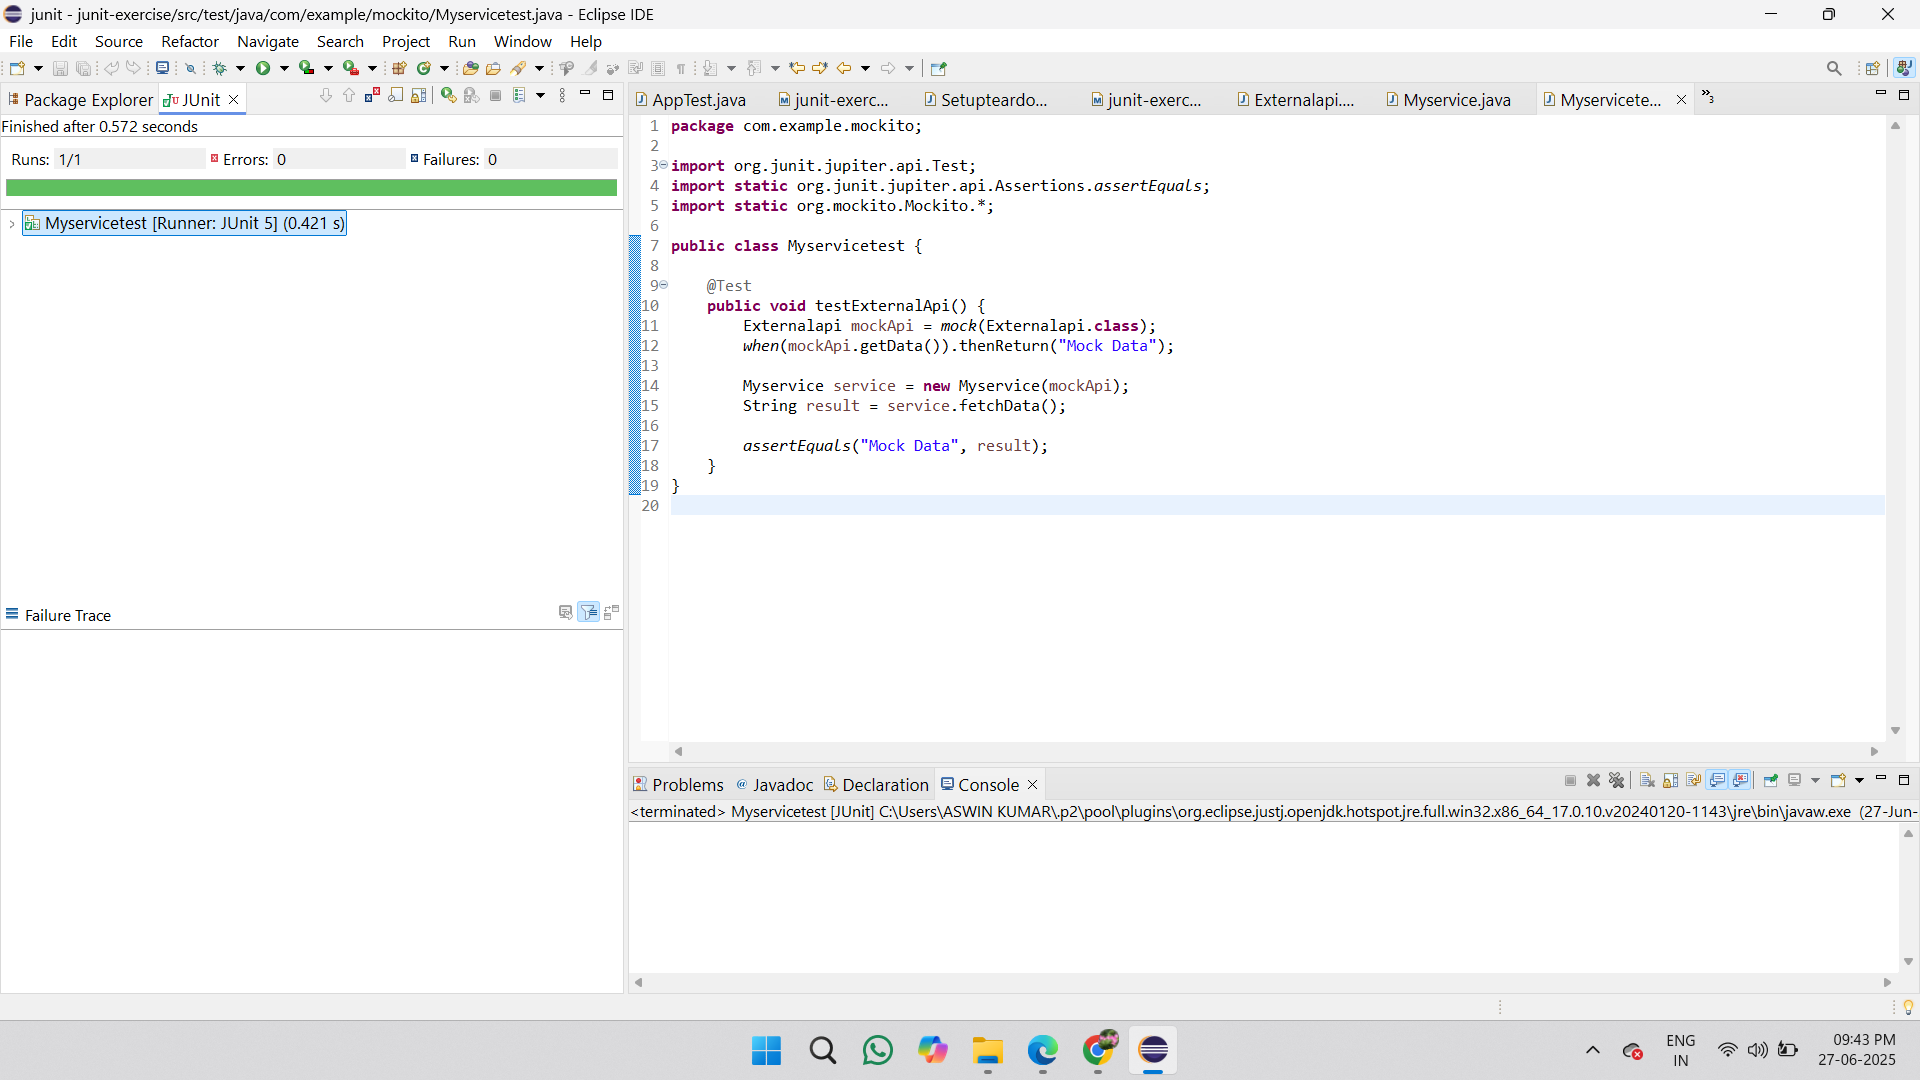 junit - junit-exercise/src/test/java/com/example/mockito/Myservicetest.java - Eclipse IDE
File Edit Source Refactor Navigate Search Project Run Window Help
Package Explorer JUnit
Finished after 0.572 seconds
Runs: 1/1 Errors: 0 Failures: 0
Myservicetest [Runner: JUnit 5] (0.421 s)
Failure Trace
AppTest.java junit-exerc... Setupteardo... junit-exerc... Externalapi.... Myservice.java Myservicete... »3
1 package com.example.mockito;
2
3 import org.junit.jupiter.api.Test;
4 import static org.junit.jupiter.api.Assertions.assertEquals;
5 import static org.mockito.Mockito.*;
6
7 public class Myservicetest {
8
9 @Test
10 public void testExternalApi() {
11 Externalapi mockApi = mock(Externalapi.class);
12 when(mockApi.getData()).thenReturn("Mock Data");
13
14 Myservice service = new Myservice(mockApi);
15 String result = service.fetchData();
16
17 assertEquals("Mock Data", result);
18 }
19 }
20
Problems Javadoc Declaration Console
<terminated> Myservicetest [JUnit] C:\Users\ASWIN KUMAR\.p2\pool\plugins\org.eclipse.justj.openjdk.hotspot.jre.full.win32.x86_64_17.0.10.v20240120-1143\jre\bin\javaw.exe (27-Jun-
ENG
IN
09:43 PM
27-06-2025